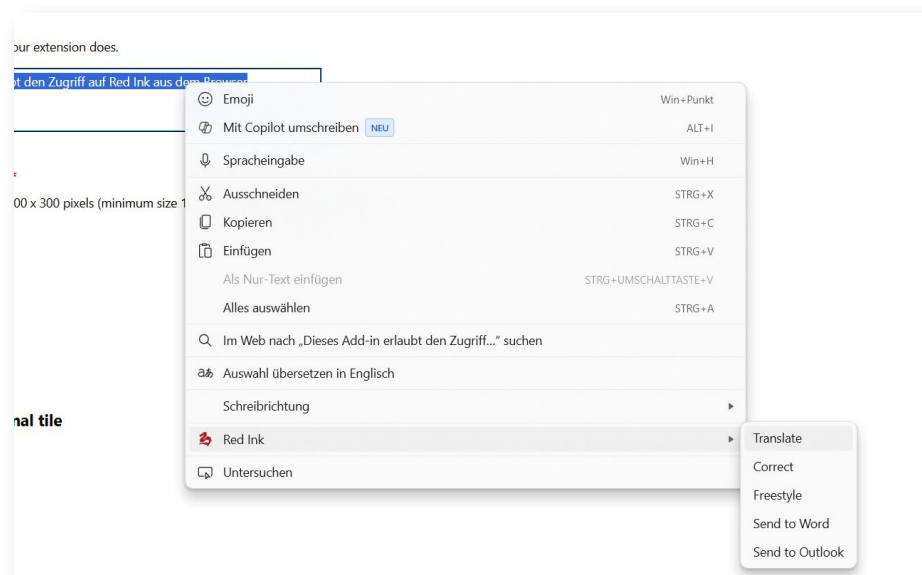 our extension does.
bt den Zugriff auf Red Ink aus dem Browser
Emoji Win+Punkt
Mit Copilot umschreiben NEU ALT+I
Spracheingabe Win+H
*
00 x 300 pixels (minimum size 1
Ausschneiden STRG+X
Kopieren STRG+C
Einfügen STRG+V
Als Nur-Text einfügen STRG+UMSCHALTTASTE+V
Alles auswählen STRG+A
Im Web nach „Dieses Add-in erlaubt den Zugriff...” suchen
Auswahl übersetzen in Englisch
Schreibrichtung
nal tile
Red Ink
Untersuchen
Translate
Correct
Freestyle
Send to Word
Send to Outlook